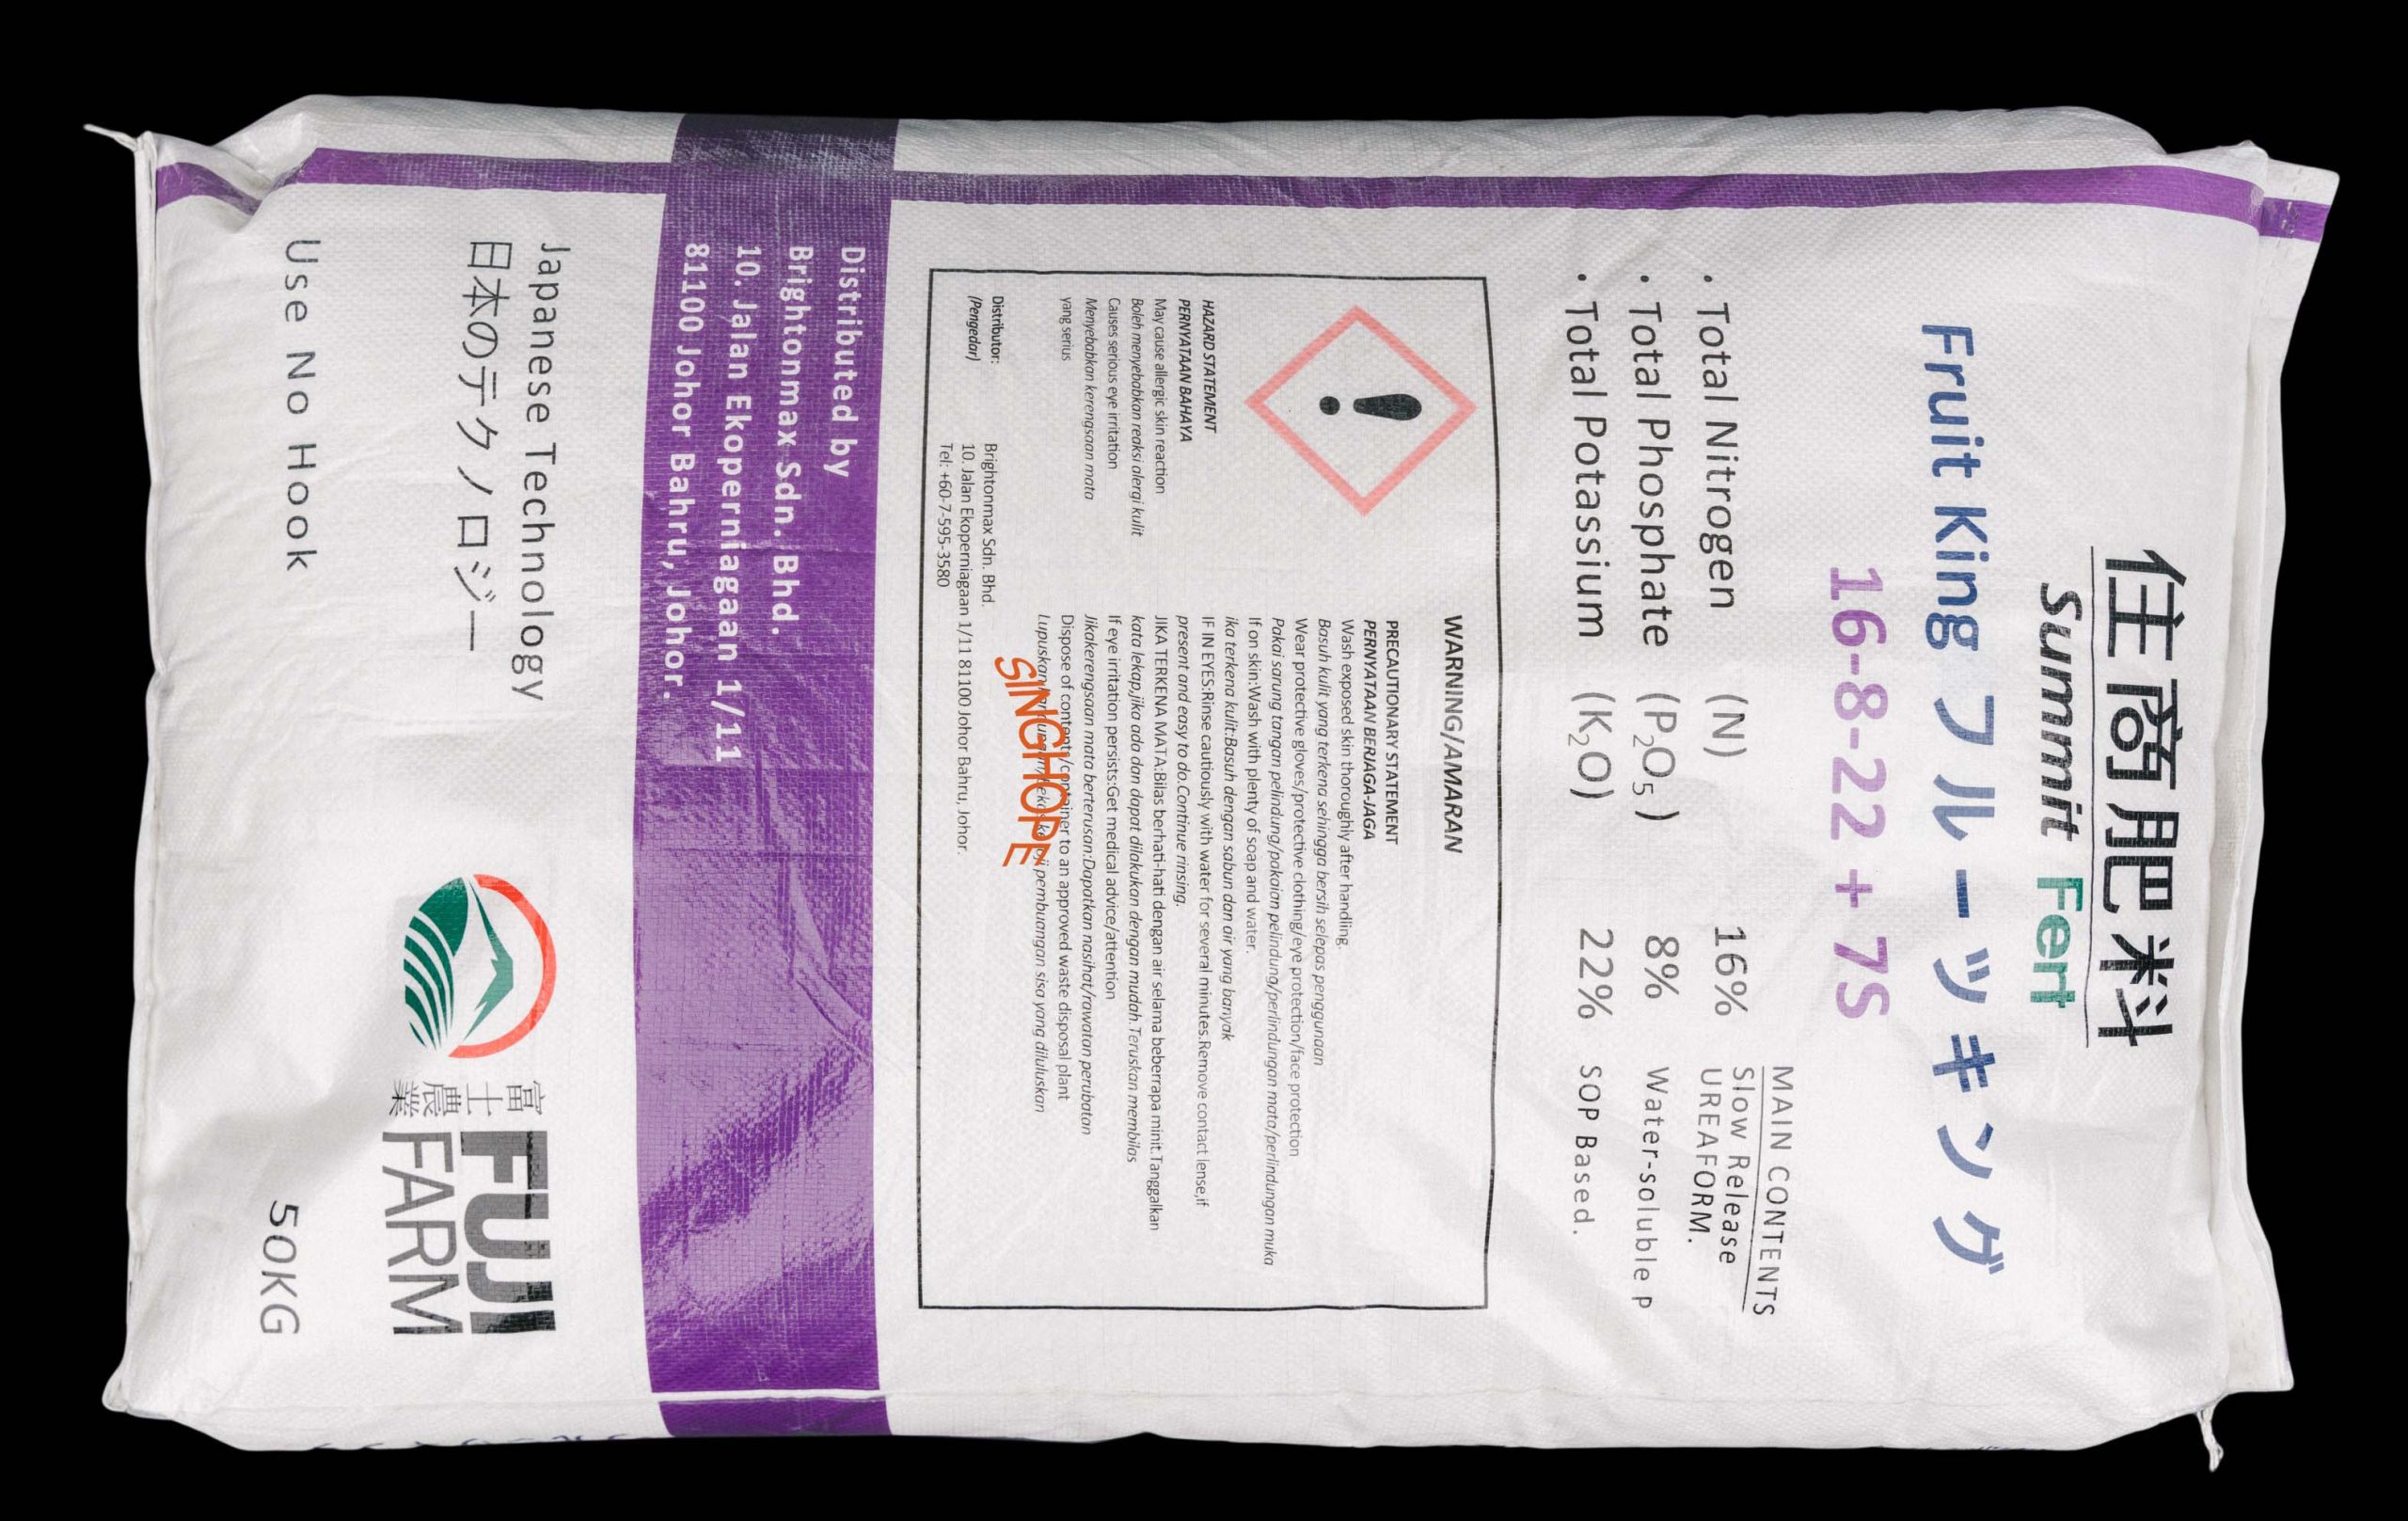 住商肥料
Summit Fert
Fruit King フルーツキング
16-8-22 + 7S
MAIN CONTENTS
· Total Nitrogen (N) 16% Slow Release UREAFORM.
· Total Phosphate (P₂O₅) 8% Water-soluble P
· Total Potassium (K₂O) 22% SOP Based.
WARNING/AMARAN
HAZARD STATEMENT
PERNYATAAN BAHAYA
May cause allergic skin reaction
Boleh menyebabkan reaksi alergi kulit
Causes serious eye irritation
Menyebabkan kerengsaan mata
yang serius
PRECAUTIONARY STATEMENT
PERNYATAAN BERJAGA-JAGA
Wash exposed skin thoroughly after handling.
Basuh kulit yang terkena sehingga bersih selepas penggunaan
Wear protective gloves/protective clothing/eye protection/face protection
Pakai sarung tangan pelindung/pakaian pelindung/perlindungan mata/perlindungan muka
If on skin:Wash with plenty of soap and water.
ika terkena kulit:Basuh dengan sabun dan air yang banyak
IF IN EYES:Rinse cautiously with water for several minutes.Remove contact lense,if
present and easy to do.Continue rinsing.
JIKA TERKENA MATA:Bilas berhati-hati dengan air selama beberrapa minit.Tanggalkan
kata lekap,jika ada dan dapat dilakukan dengan mudah.Teruskan membilas
If eye irritation persists:Get medical advice/attention
Jikakerengsaan mata berterusan:Dapatkan nasihat/rawatan perubatan
Dispose of contents/container to an approved waste disposal plant
Lupuskan pembuangan sisa yang diluluskan
SINGHOPE
Distributor: Brightonmax Sdn. Bhd.
(Pengedar) 10. Jalan Ekoperniagaan 1/11 81100 Johor Bahru, Johor.
Tel: +60-7-595-3580
Distributed by
Brightonmax Sdn. Bhd.
10. Jalan Ekoperniagaan 1/11
81100 Johor Bahru, Johor.
Japanese Technology
日本のテクノロジー
富士農業
FUJI
FARM
Use No Hook 50KG